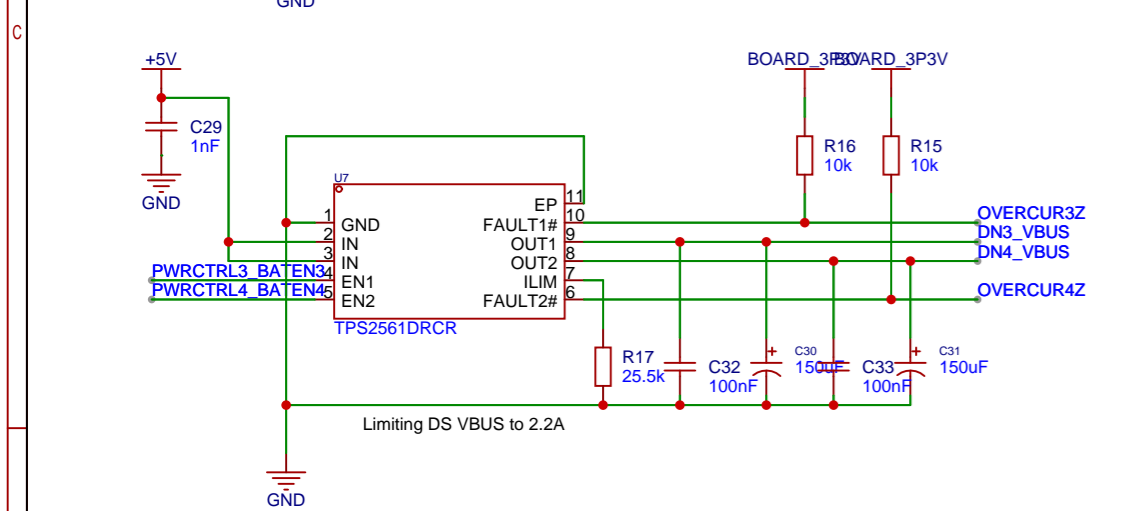 GND
C
+5V
C29
1nF
GND
BOARD_3P3V
BOARD_3P3V
R16
10k
R15
10k
U7
1
2
3
4
5
GND
IN
IN
EN1
EN2
EP
FAULT1#
OUT1
OUT2
ILIM
FAULT2#
11
10
9
8
7
6
TPS2561DRCR
PWRCTRL3_BATEN3
PWRCTRL4_BATEN4
OVERCUR3Z
DN3_VBUS
DN4_VBUS
OVERCUR4Z
R17
25.5k
C32
100nF
+
C30
150uF
C33
100nF
+
C31
150uF
Limiting DS VBUS to 2.2A
GND